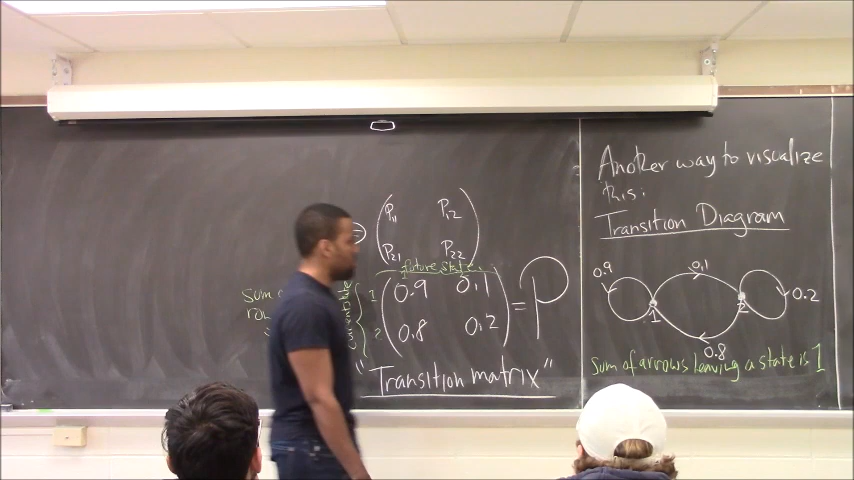 P11 P12
P21 P22
future state
1
2
0.9 0.1
0.8 0.2
= P
sum
"Transition matrix"
Another way to visualize
this:
Transition Diagram
0.9
0.1
1
2
0.2
0.8
sum of arrows leaving a state is 1